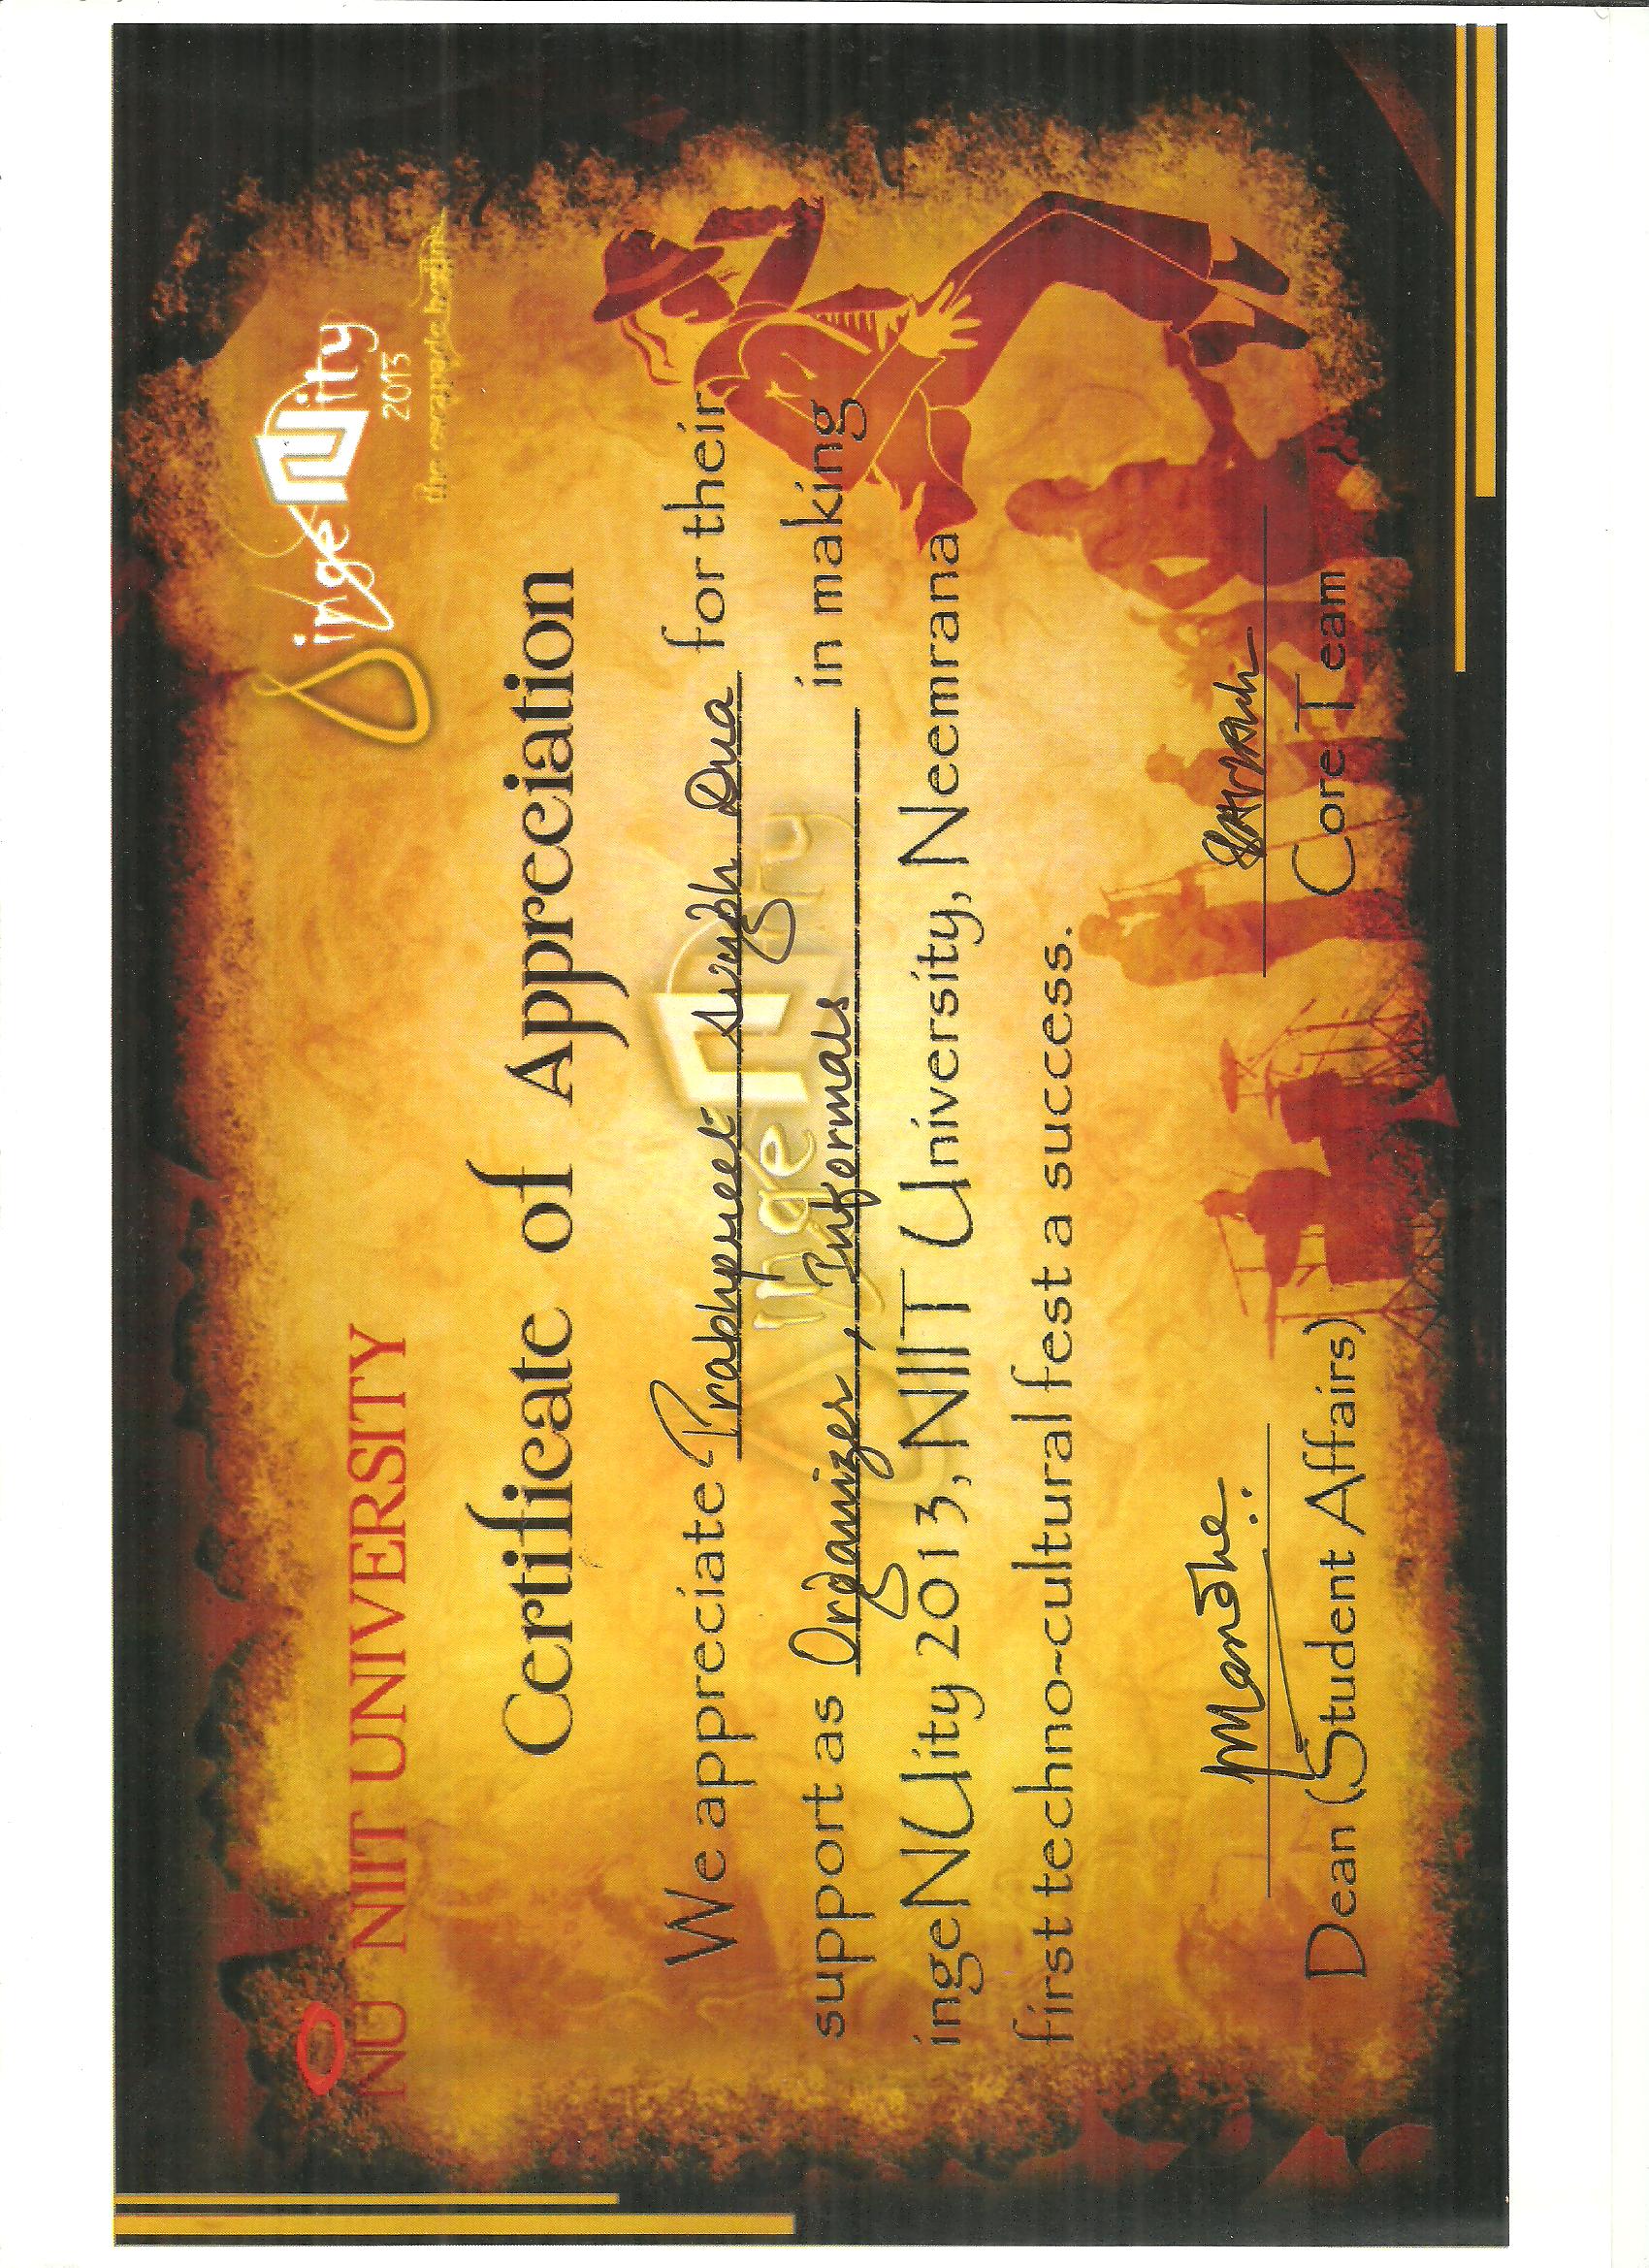 NU NIIT UNIVERSITY
ingeNUity
2013
the escapade begins...
Certificate of Appreciation
We appreciate Prabhpreet Singh Dua for their
support as Organizer, Informals in making
ingeNUity 2013, NIIT University, Neemrana
first techno-cultural fest a success.
Dean (Student Affairs) Core Team